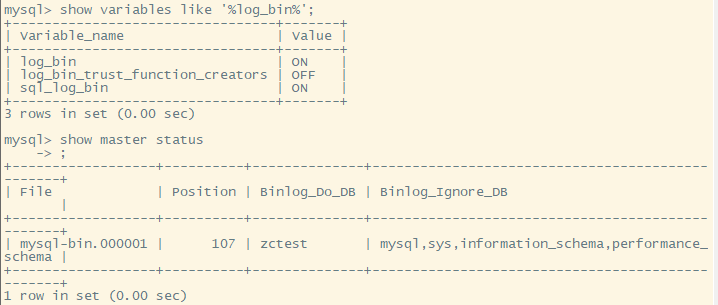 mysql> show variables like '%log_bin%';
+---------------------------------+-------+
| Variable_name                   | Value |
+---------------------------------+-------+
| log_bin                         | ON    |
| log_bin_trust_function_creators | OFF   |
| sql_log_bin                     | ON    |
+---------------------------------+-------+
3 rows in set (0.00 sec)

mysql> show master status
    -> ;
+------------------+----------+--------------+------------------------------------------
-------+
| File             | Position | Binlog_Do_DB | Binlog_Ignore_DB
       |
+------------------+----------+--------------+------------------------------------------
-------+
| mysql-bin.000001 |      107 | zctest       | mysql,sys,information_schema,performance_
schema |
+------------------+----------+--------------+------------------------------------------
-------+
1 row in set (0.00 sec)